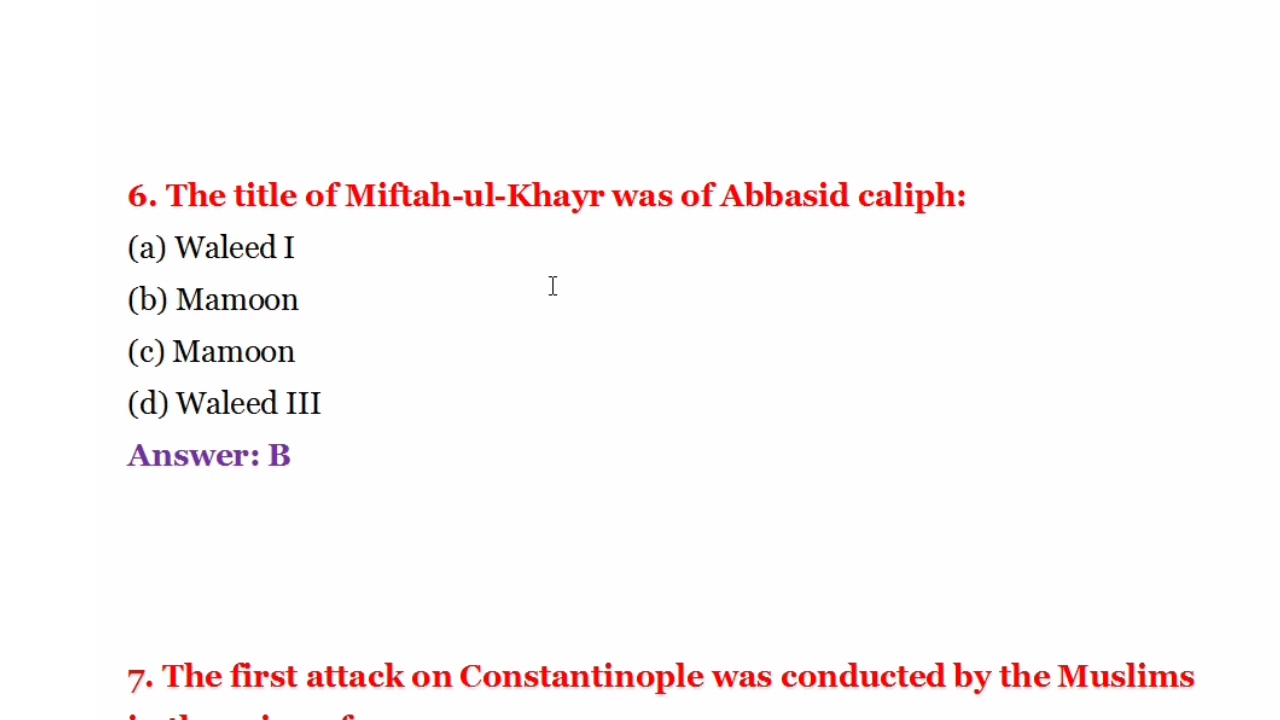 6. The title of Miftah-ul-Khayr was of Abbasid caliph:
(a) Waleed I
(b) Mamoon
(c) Mamoon
(d) Waleed III
Answer: B
7. The first attack on Constantinople was conducted by the Muslims